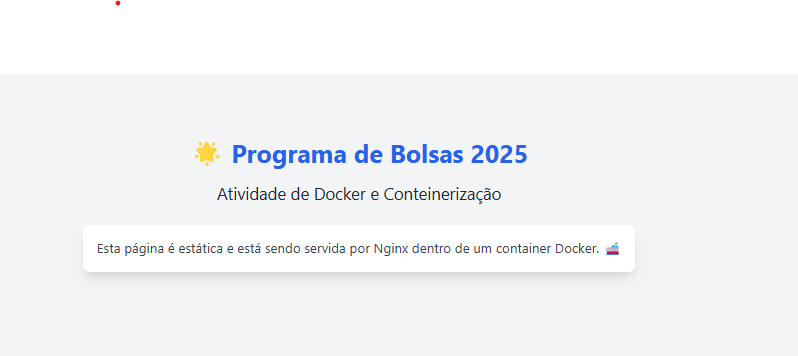 🌟 Programa de Bolsas 2025
Atividade de Docker e Conteinerização
Esta página é estática e está sendo servida por Nginx dentro de um container Docker. 🚢